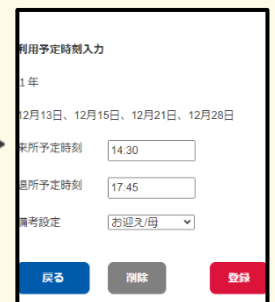 利用予定時刻入力
1年
12月13日、12月15日、12月21日、12月28日
来所予定時刻 14:30
退所予定時刻 17:45
備考設定 お迎え/母
戻る 削除 登録